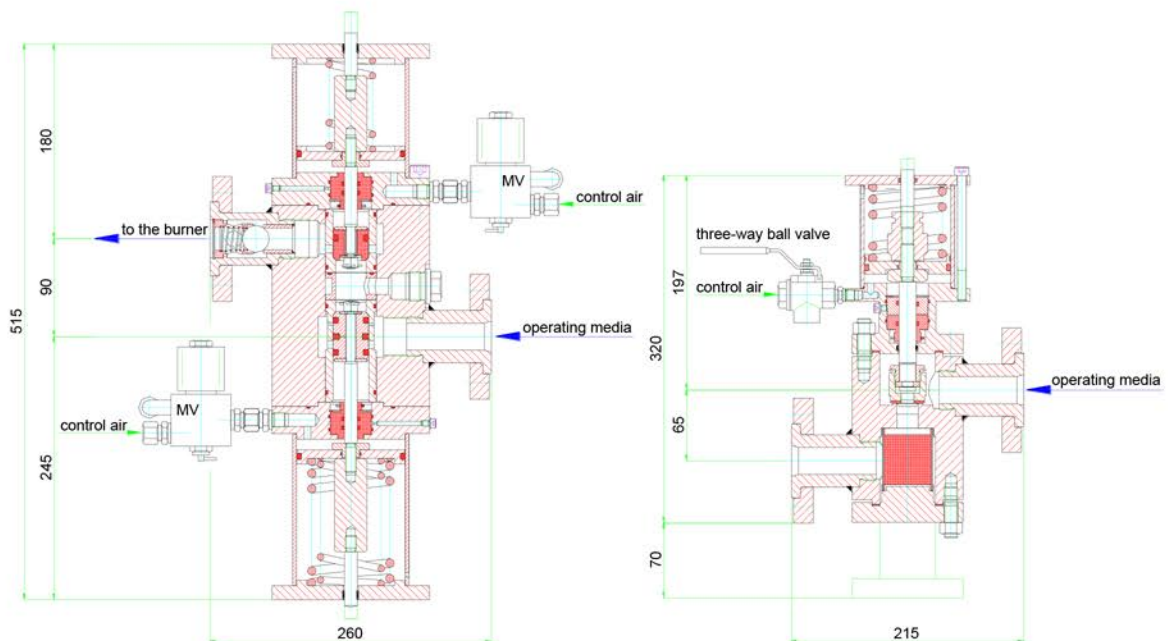 180
MV
control air
to the burner
three-way ball valve
control air
197
90
515
320
operating media
operating media
MV
65
control air
245
70
260
215